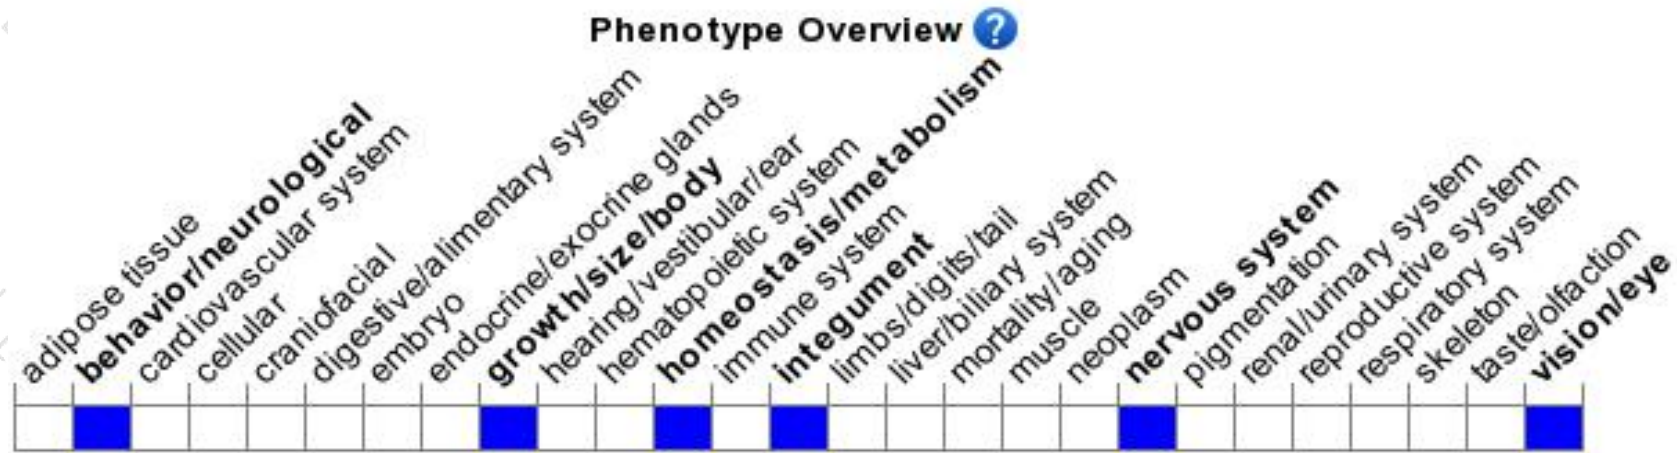 Phenotype Overview ?
adipose tissue
behavior/neurological
cardiovascular system
cellular
craniofacial
digestive/alimentary system
embryo
endocrine/exocrine glands
growth/size/body
hearing/vestibular/ear
hematopoietic system
homeostasis/metabolism
immune system
integument
limbs/digits/tail
liver/biliary system
mortality/aging
muscle
neoplasm
nervous system
pigmentation
renal/urinary system
reproductive system
respiratory system
skeleton
taste/olfaction
vision/eye